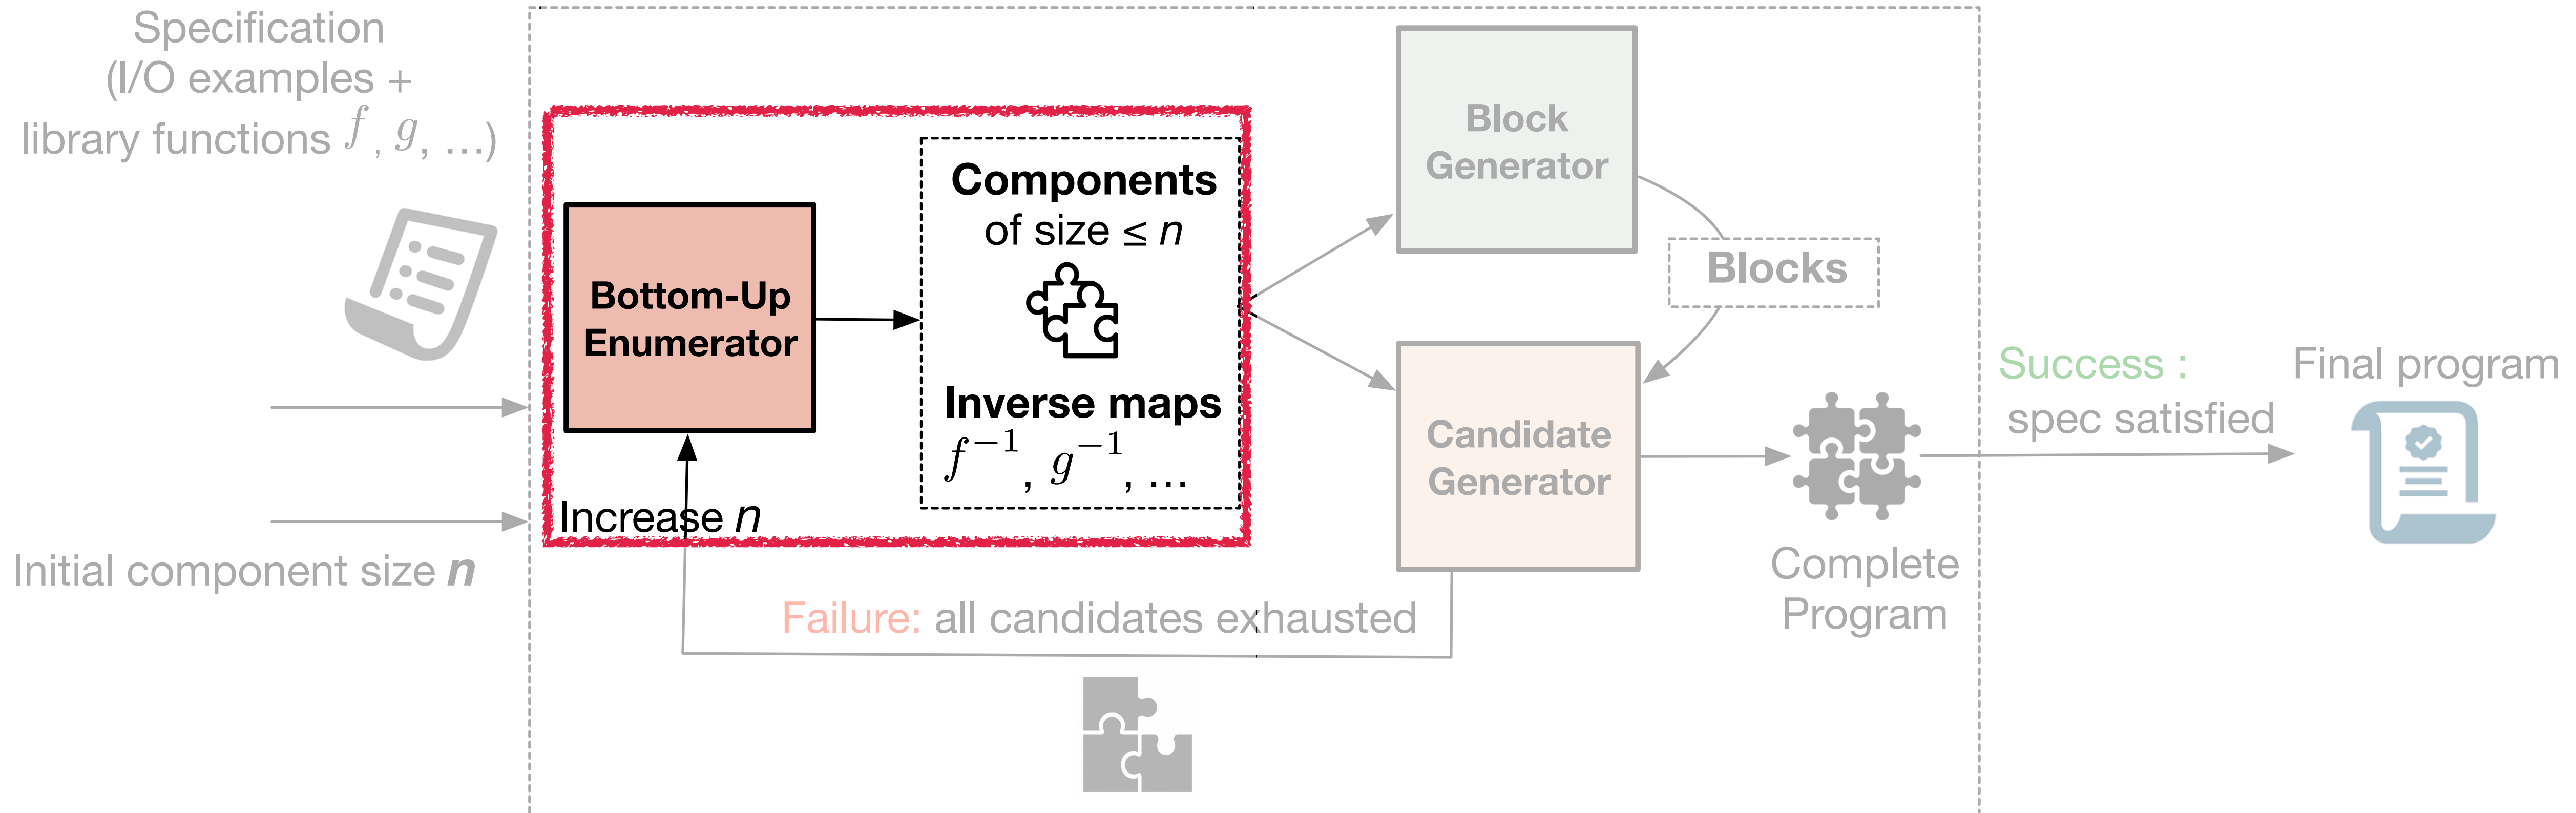 Specification
(I/O examples +
library functions f, g, ...)
Initial component size n
Bottom-Up
Enumerator
Increase n
Components
of size ≤ n
Inverse maps
f⁻¹, g⁻¹, ...
Block
Generator
Blocks
Candidate
Generator
Failure: all candidates exhausted
Complete
Program
Success :
spec satisfied
Final program